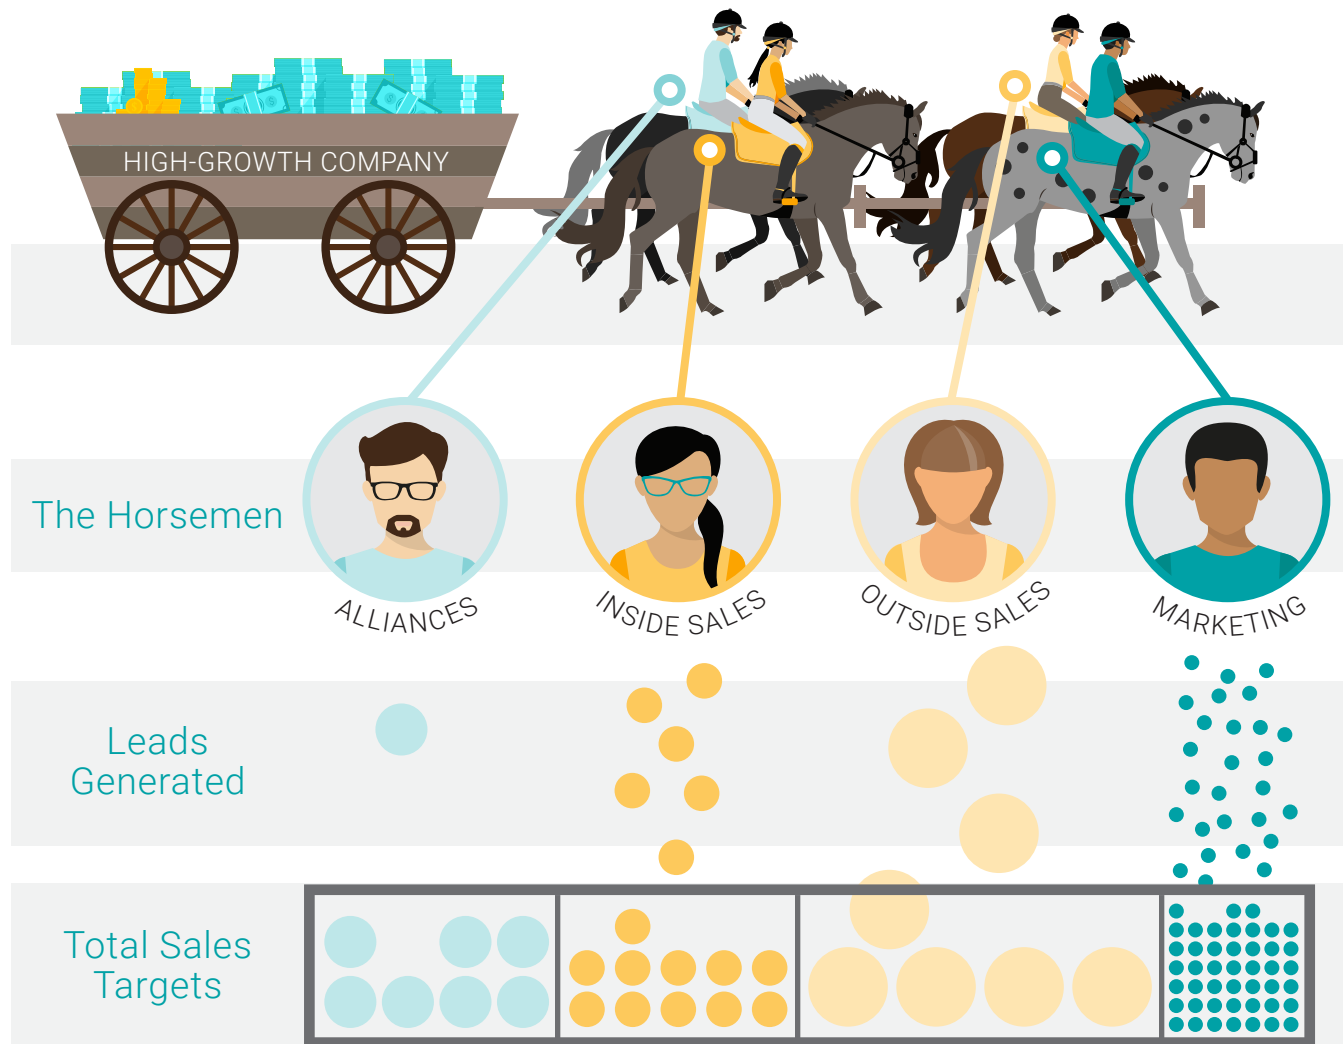 HIGH-GROWTH COMPANY
The Horsemen
ALLIANCES
INSIDE SALES
OUTSIDE SALES
MARKETING
Leads
Generated
Total Sales
Targets